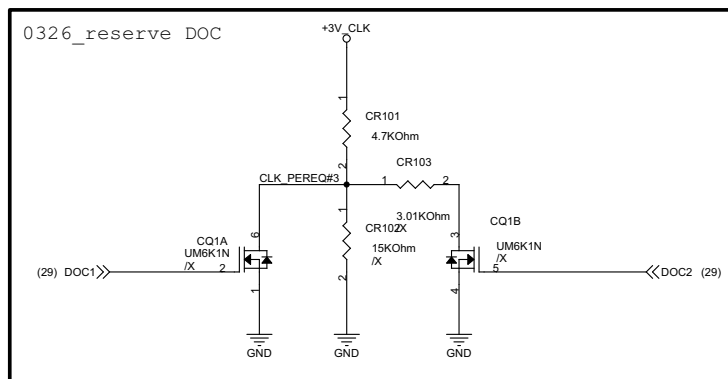 0326_reserve DOC
+3V_CLK
1
CR101
4.7KOhm
2
CR103
CLK_PEREQ#3
1
2
1
3.01KOhm
/X
CR102
15KOhm
/X
2
CQ1A
UM6K1N
/X
6
2
1
CQ1B
UM6K1N
/X
3
5
4
(29) DOC1
DOC2 (29)
GND
GND
GND